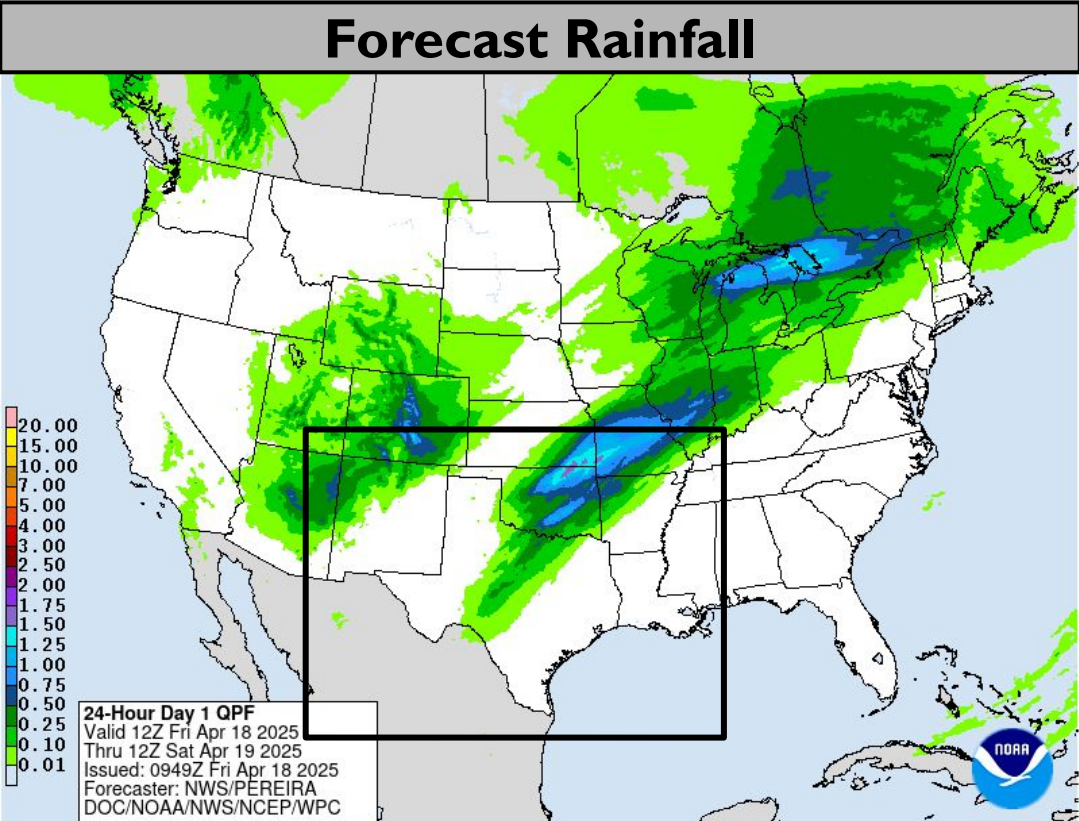 Forecast Rainfall
20.00
15.00
10.00
7.00
5.00
4.00
3.00
2.50
2.00
1.75
1.50
1.25
1.00
0.75
0.50
0.25
0.10
0.01
24-Hour Day 1 QPF
Valid 12Z Fri Apr 18 2025
Thru 12Z Sat Apr 19 2025
Issued: 0949Z Fri Apr 18 2025
Forecaster: NWS/PEREIRA
DOC/NOAA/NWS/NCEP/WPC
NOAA